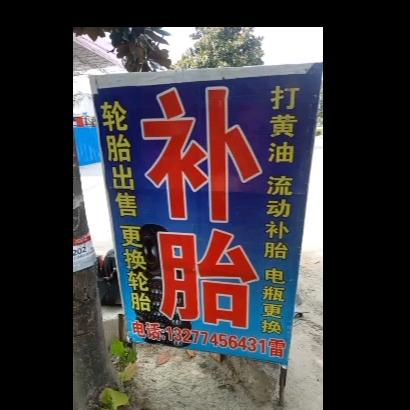 补胎
轮胎出售 更换轮胎
打黄油 流动补胎 电瓶更换
电话:13277456431雷
202